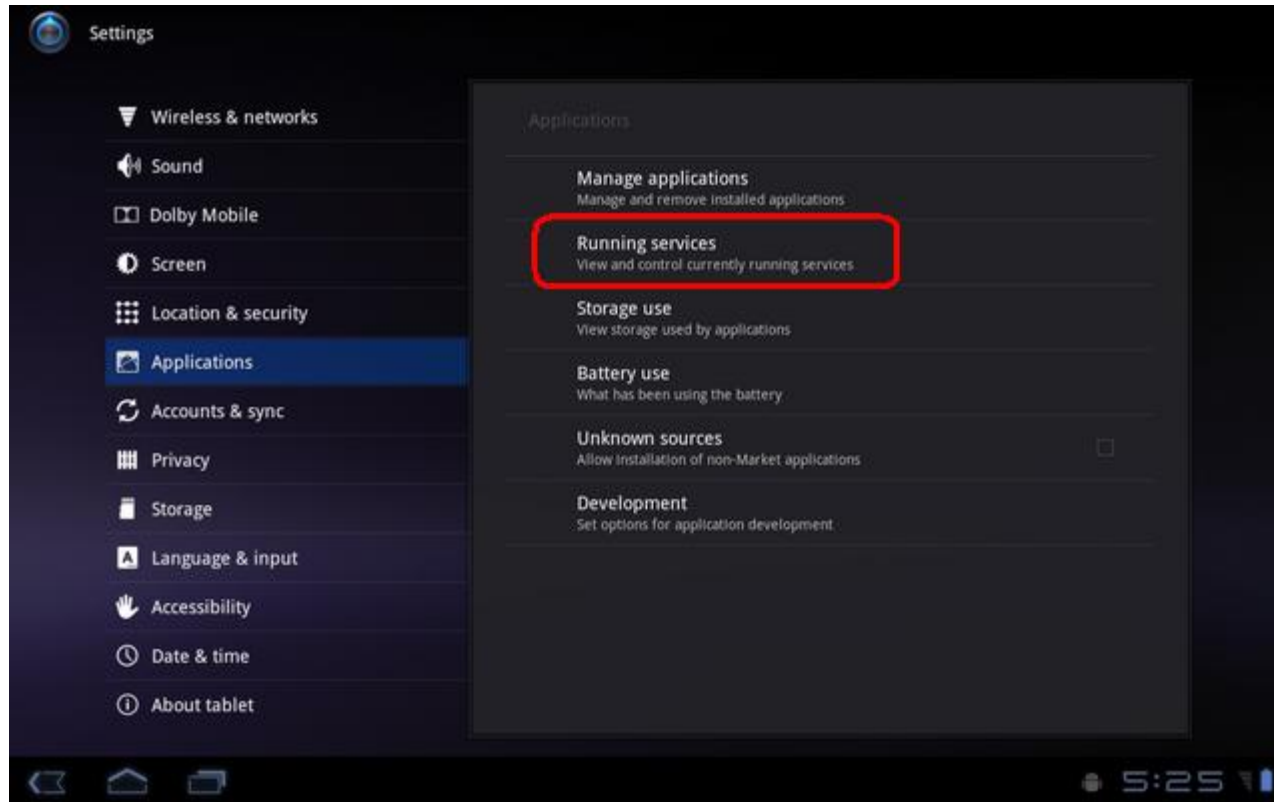 Settings
Wireless & networks
Sound
Dolby Mobile
Screen
Location & security
Applications
Accounts & sync
Privacy
Storage
Language & input
Accessibility
Date & time
About tablet
Applications
Manage applications
Manage and remove installed applications
Running services
View and control currently running services
Storage use
View storage used by applications
Battery use
What has been using the battery
Unknown sources
Allow installation of non-Market applications
Development
Set options for application development
5:25